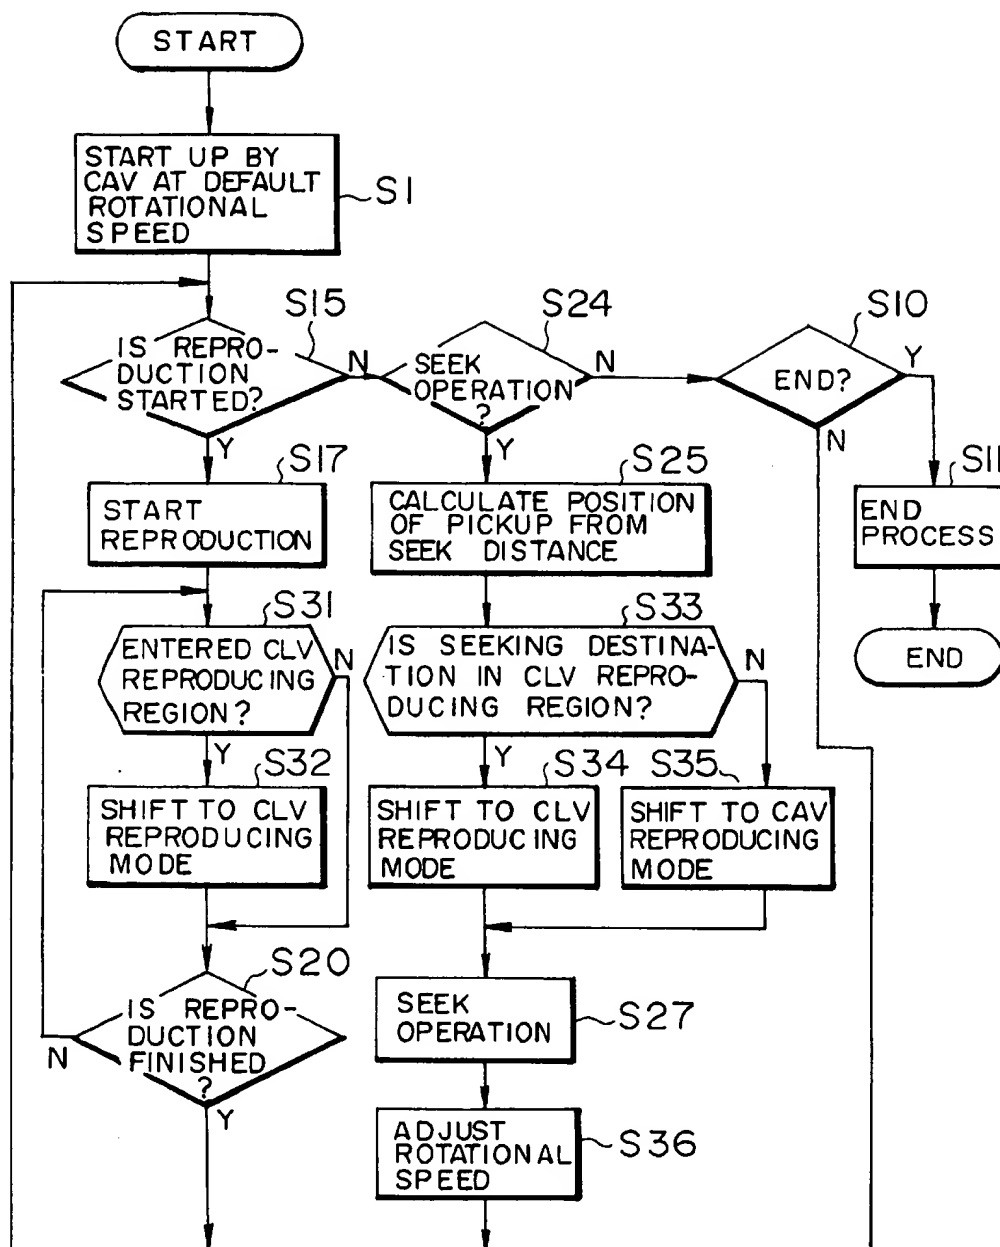 START
START UP BY
CAV AT DEFAULT
ROTATIONAL
SPEED
S1
S15
IS REPRO-
DUCTION
STARTED?
N
Y
S24
SEEK
OPERATION
?
N
Y
S10
END?
Y
N
S17
START
REPRODUCTION
S25
CALCULATE POSITION
OF PICKUP FROM
SEEK DISTANCE
S11
END
PROCESS
END
S31
ENTERED CLV
REPRODUCING
REGION?
N
Y
S33
IS SEEKING DESTINA-
TION IN CLV REPRO-
DUCING REGION?
N
Y
S32
SHIFT TO CLV
REPRODUCING
MODE
S34
SHIFT TO CLV
REPRODUCING
MODE
S35
SHIFT TO CAV
REPRODUCING
MODE
S20
IS REPRO-
DUCTION
FINISHED
?
N
Y
SEEK
OPERATION
S27
ADJUST
ROTATIONAL
SPEED
S36